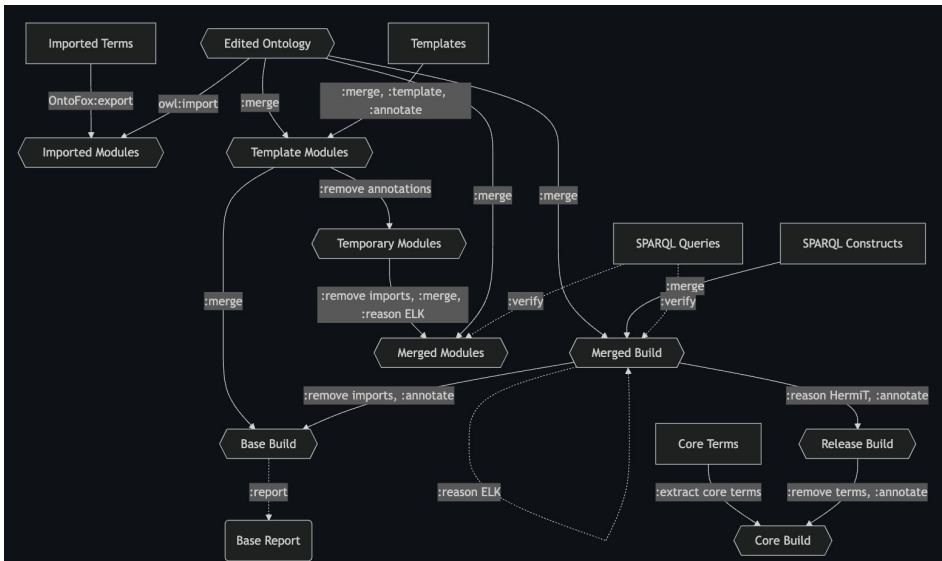 Imported Terms
Edited Ontology
Templates
OntoFox:export
owl:import
:merge
:merge, :template,
:annotate
Imported Modules
Template Modules
:remove annotations
:merge
:merge
Temporary Modules
SPARQL Queries
SPARQL Constructs
:merge
:remove imports, :merge,
:reason ELK
:verify
:merge
:verify
Merged Modules
Merged Build
:remove imports, :annotate
:reason HermiT, :annotate
Base Build
Core Terms
Release Build
:report
:reason ELK
:extract core terms
:remove terms, :annotate
Base Report
Core Build